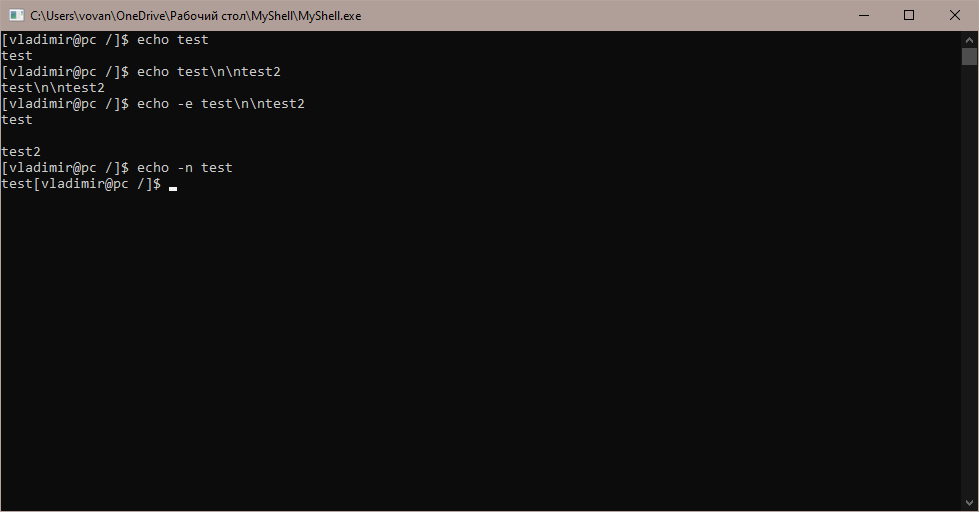 C:\Users\vovan\OneDrive\Рабочий стол\MyShell\MyShell.exe
[vladimir@pc /]$ echo test
test
[vladimir@pc /]$ echo test\n\ntest2
test\n\ntest2
[vladimir@pc /]$ echo -e test\n\ntest2
test

test2
[vladimir@pc /]$ echo -n test
test[vladimir@pc /]$